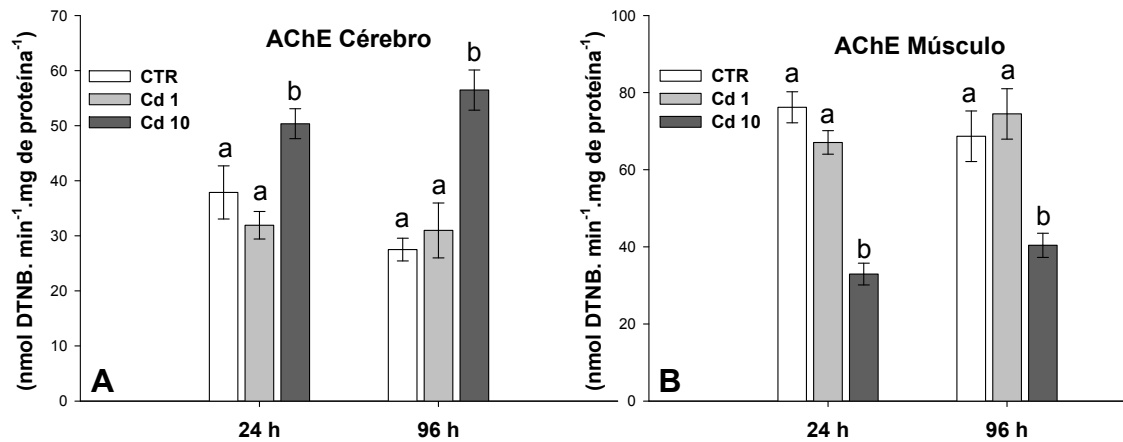 AChE Cérebro
(nmol DTNB. min⁻¹.mg de proteína⁻¹)
70
60
50
40
30
20
10
0
CTR
Cd 1
Cd 10
a
a
b
a
a
b
A
24 h
96 h
AChE Músculo
(nmol DTNB. min⁻¹.mg de proteína⁻¹)
100
80
60
40
20
0
CTR
Cd 1
Cd 10
a
a
b
a
a
b
B
24 h
96 h